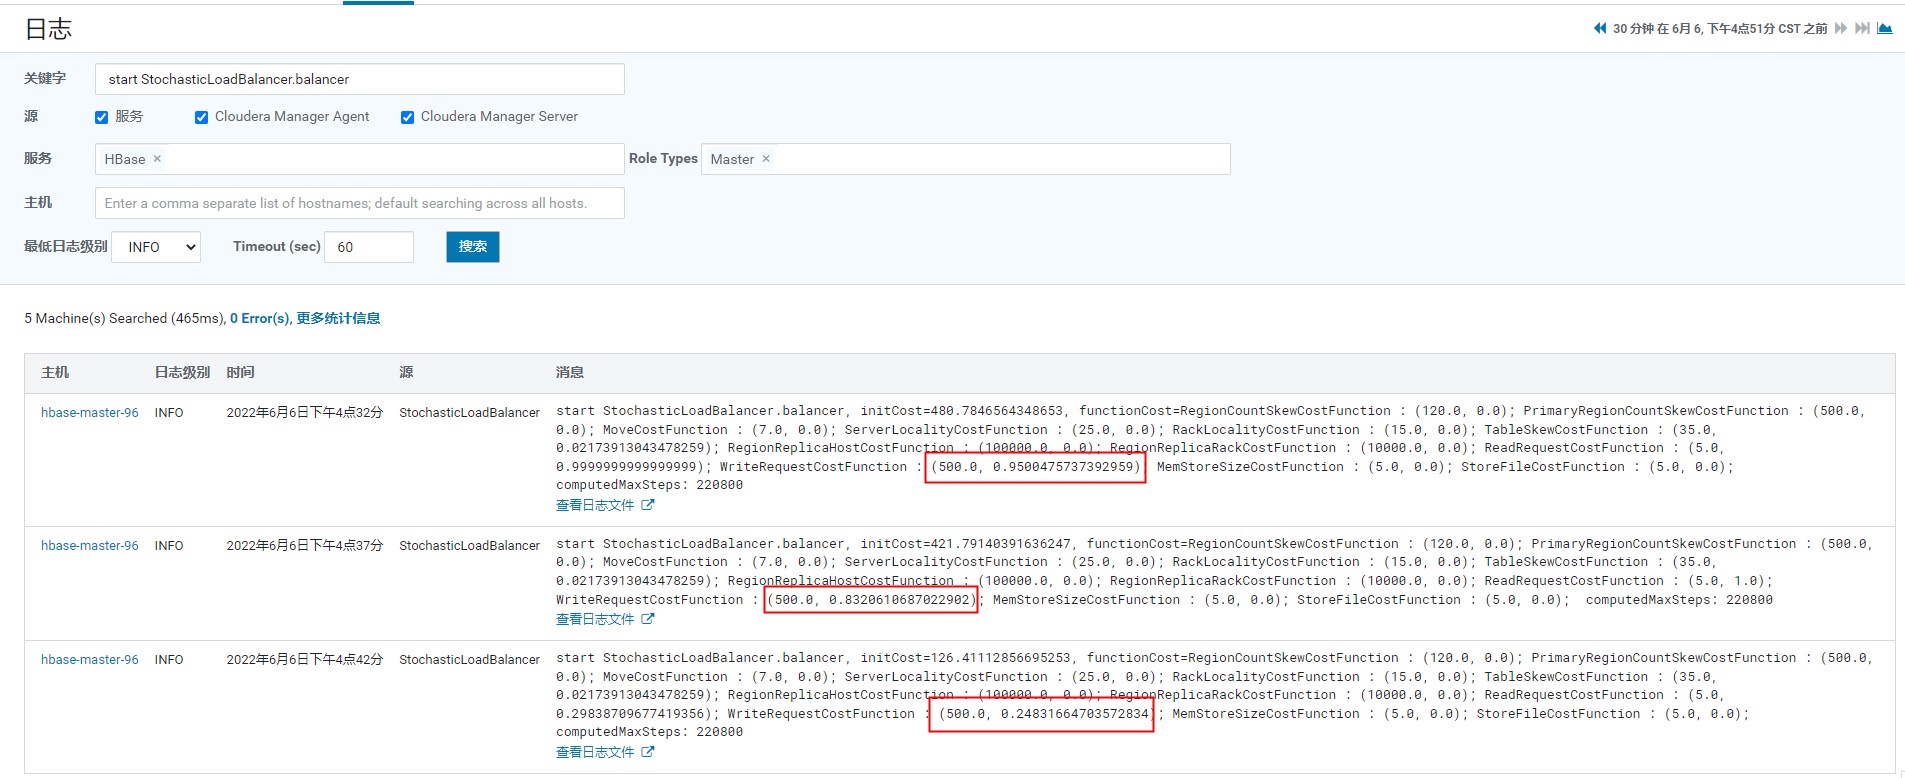 日志
30 分钟 在 6月 6, 下午4点51分 CST 之前
关键字 start StochasticLoadBalancer.balancer
源 服务 Cloudera Manager Agent Cloudera Manager Server
服务 HBase × Role Types Master ×
主机 Enter a comma separate list of hostnames; default searching across all hosts.
最低日志级别 INFO Timeout (sec) 60 搜索
5 Machine(s) Searched (465ms), 0 Error(s), 更多统计信息
主机 日志级别 时间 源 消息
hbase-master-96 INFO 2022年6月6日下午4点32分 StochasticLoadBalancer start StochasticLoadBalancer.balancer, initCost=480.7846564348653, functionCost=RegionCountSkewCostFunction : (120.0, 0.0); PrimaryRegionCountSkewCostFunction : (500.0,
0.0); MoveCostFunction : (7.0, 0.0); ServerLocalityCostFunction : (25.0, 0.0); RackLocalityCostFunction : (15.0, 0.0); TableSkewCostFunction : (35.0,
0.02173913043478259); RegionReplicaHostCostFunction : (100000.0, 0.0); RegionReplicaRackCostFunction : (10000.0, 0.0); ReadRequestCostFunction : (5.0,
0.9999999999999999); WriteRequestCostFunction : (500.0, 0.9500475737392959) MemStoreSizeCostFunction : (5.0, 0.0); StoreFileCostFunction : (5.0, 0.0);
computedMaxSteps: 220800
查看日志文件
hbase-master-96 INFO 2022年6月6日下午4点37分 StochasticLoadBalancer start StochasticLoadBalancer.balancer, initCost=421.79140391636247, functionCost=RegionCountSkewCostFunction : (120.0, 0.0); PrimaryRegionCountSkewCostFunction : (500.0,
0.0); MoveCostFunction : (7.0, 0.0); ServerLocalityCostFunction : (25.0, 0.0); RackLocalityCostFunction : (15.0, 0.0); TableSkewCostFunction : (35.0,
0.02173913043478259); RegionReplicaHostCostFunction : (100000.0, 0.0); RegionReplicaRackCostFunction : (10000.0, 0.0); ReadRequestCostFunction : (5.0, 1.0);
WriteRequestCostFunction : (500.0, 0.8320610687022902); MemStoreSizeCostFunction : (5.0, 0.0); StoreFileCostFunction : (5.0, 0.0); computedMaxSteps: 220800
查看日志文件
hbase-master-96 INFO 2022年6月6日下午4点42分 StochasticLoadBalancer start StochasticLoadBalancer.balancer, initCost=126.41112856695253, functionCost=RegionCountSkewCostFunction : (120.0, 0.0); PrimaryRegionCountSkewCostFunction : (500.0,
0.0); MoveCostFunction : (7.0, 0.0); ServerLocalityCostFunction : (25.0, 0.0); RackLocalityCostFunction : (15.0, 0.0); TableSkewCostFunction : (35.0,
0.02173913043478259); RegionReplicaHostCostFunction : (100000.0, 0.0); RegionReplicaRackCostFunction : (10000.0, 0.0); ReadRequestCostFunction : (5.0,
0.29838709677419356); WriteRequestCostFunction : (500.0, 0.24831664703572834); MemStoreSizeCostFunction : (5.0, 0.0); StoreFileCostFunction : (5.0, 0.0);
computedMaxSteps: 220800
查看日志文件